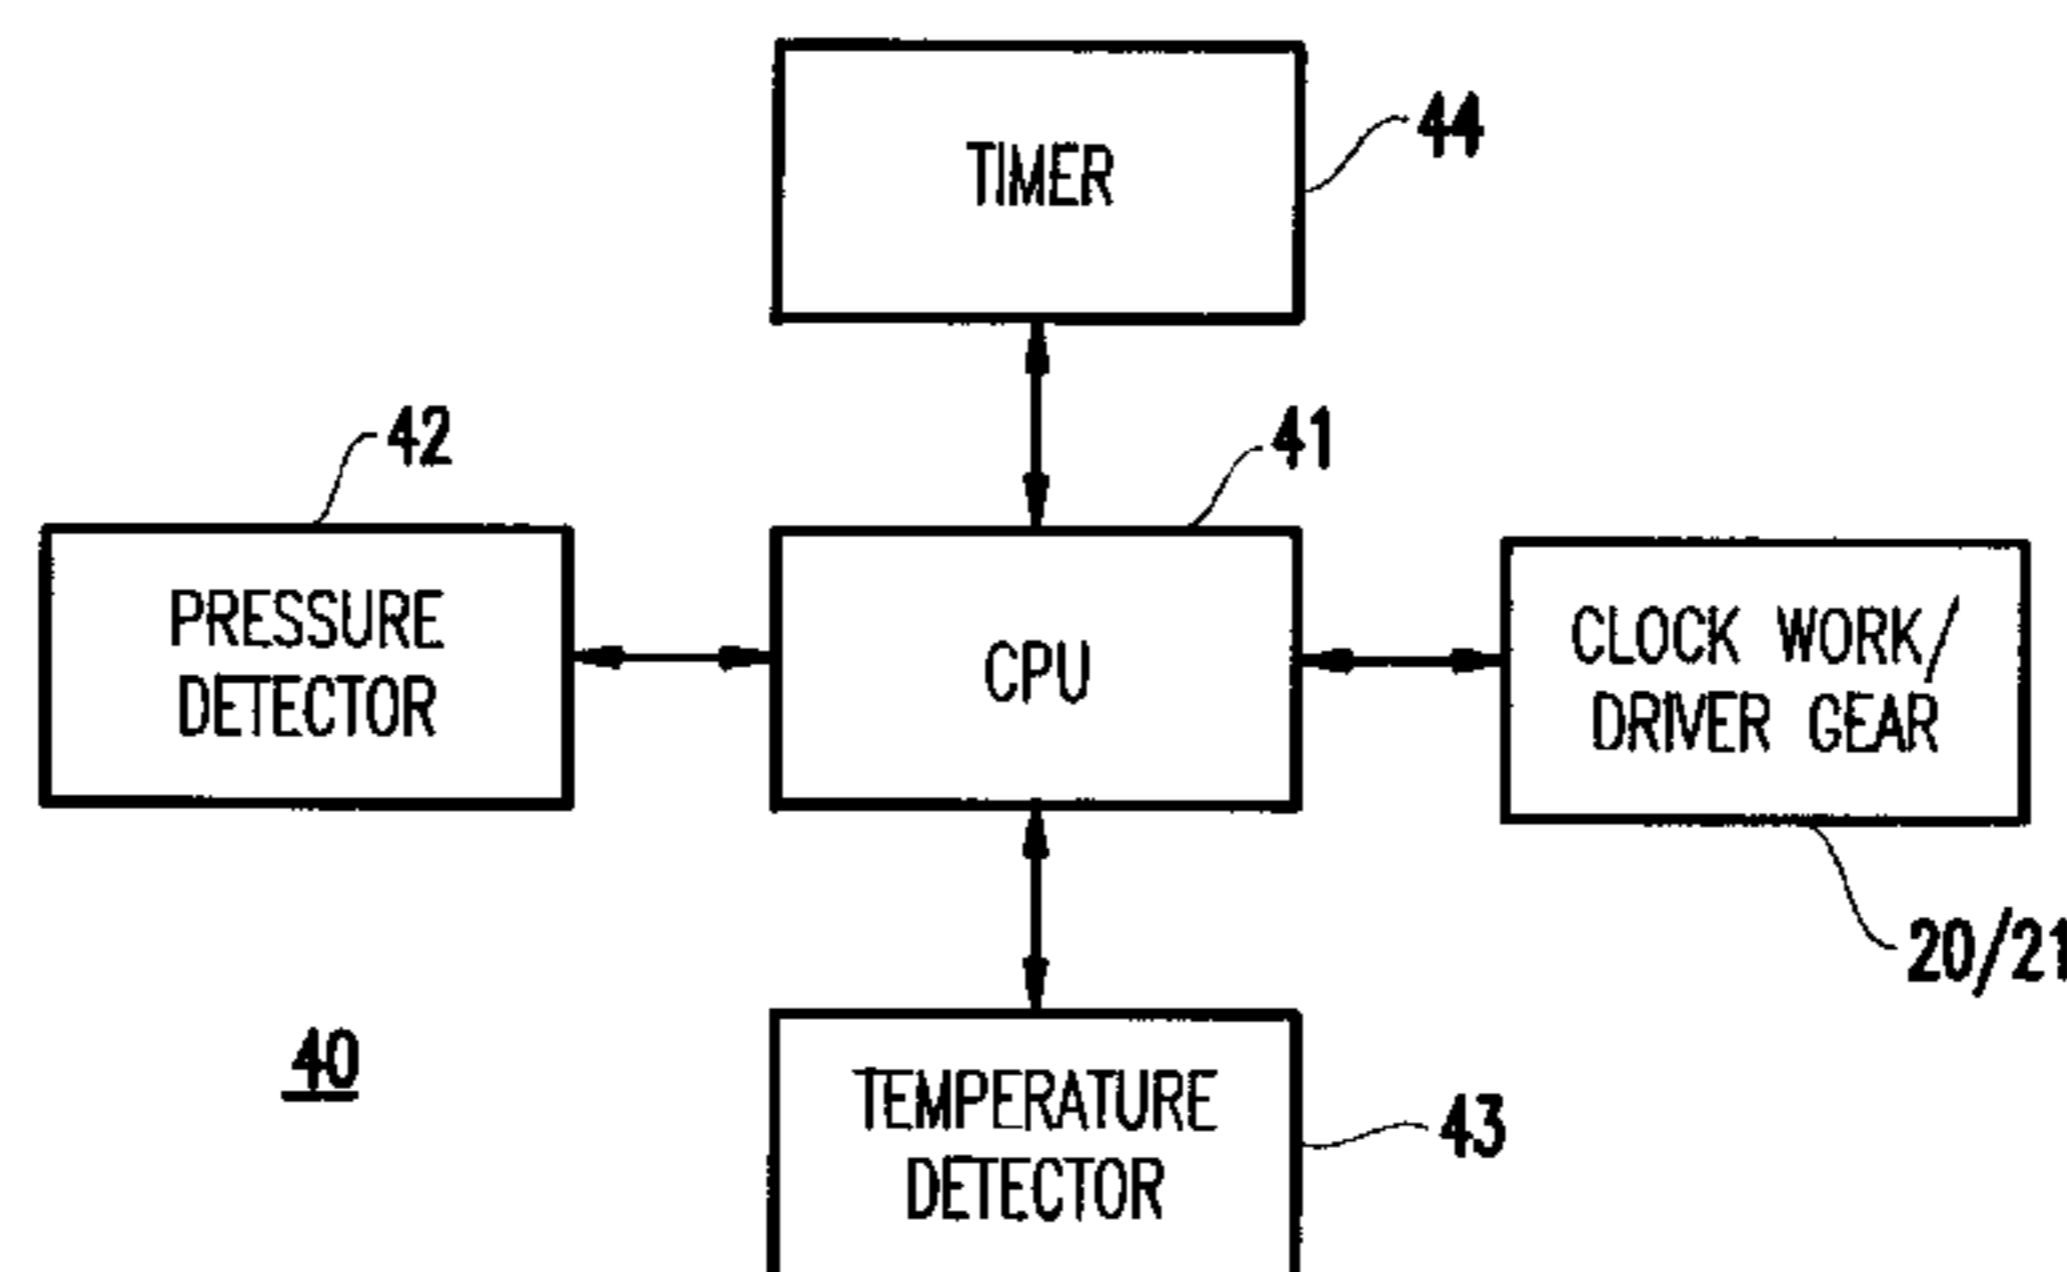 TIMER
44
42
41
PRESSURE
DETECTOR
CPU
CLOCK WORK/
DRIVER GEAR
20/21
40
TEMPERATURE
DETECTOR
43